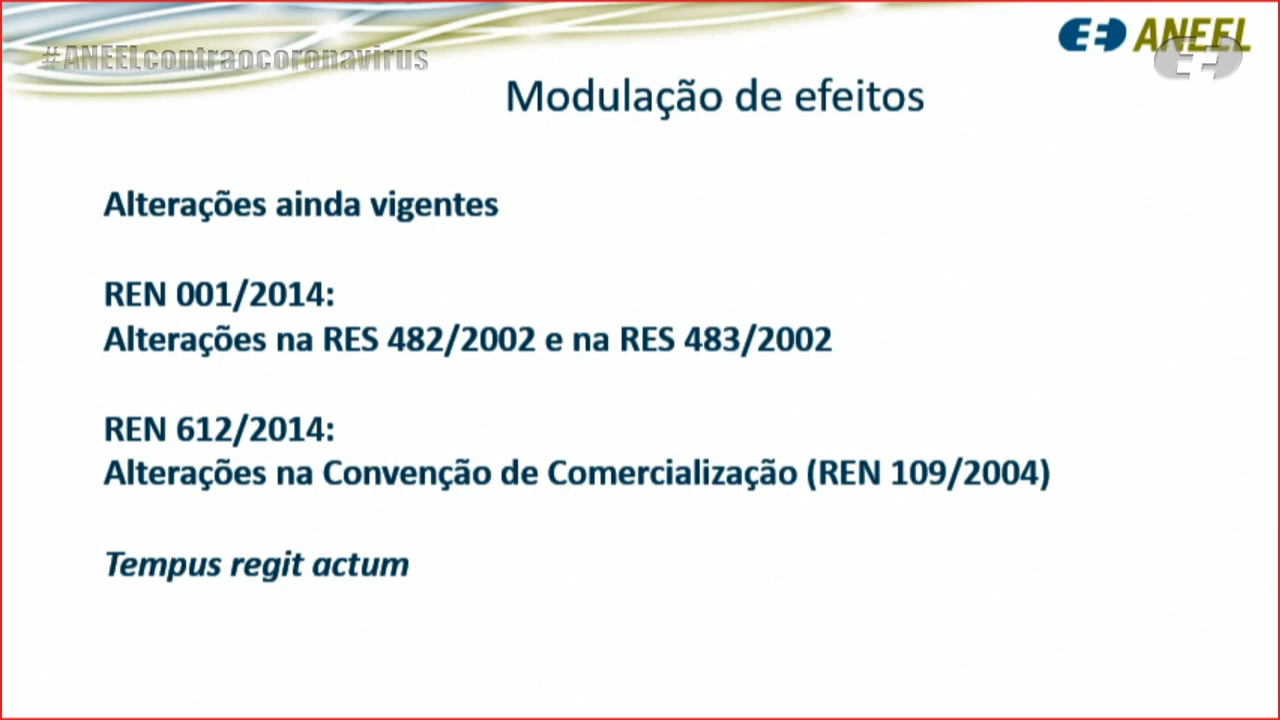 #ANEELcontraocoronavirus
ANEEL
Modulação de efeitos
Alterações ainda vigentes
REN 001/2014:
Alterações na RES 482/2002 e na RES 483/2002
REN 612/2014:
Alterações na Convenção de Comercialização (REN 109/2004)
Tempus regit actum